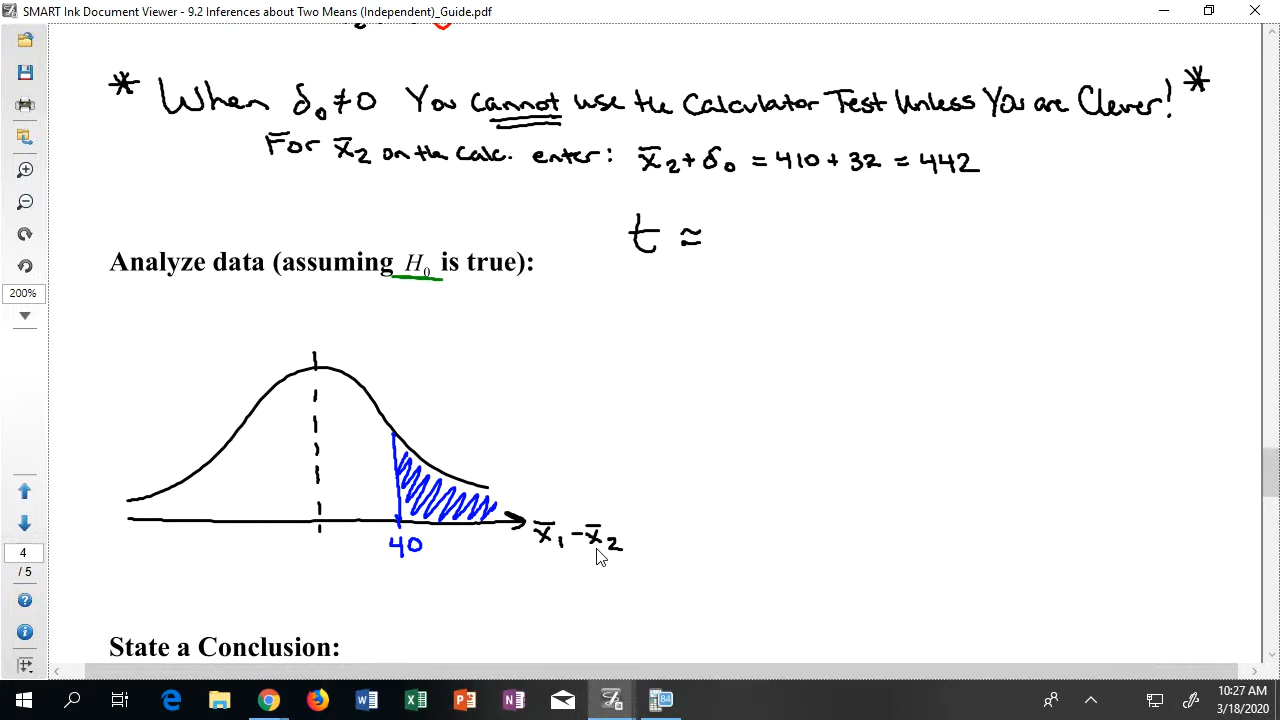 SMART Ink Document Viewer - 9.2 Inferences about Two Means (Independent)_Guide.pdf
* When δ₀ ≠ 0 You cannot use the Calculator Test Unless You are Clever! *
For x̄₂ on the Calc. enter: x̄₂ + δ₀ = 410 + 32 = 442
t ≈
Analyze data (assuming H₀ is true):
200%
40
x̄₁ - x̄₂
4
/ 5
State a Conclusion:
84
10:27 AM
3/18/2020